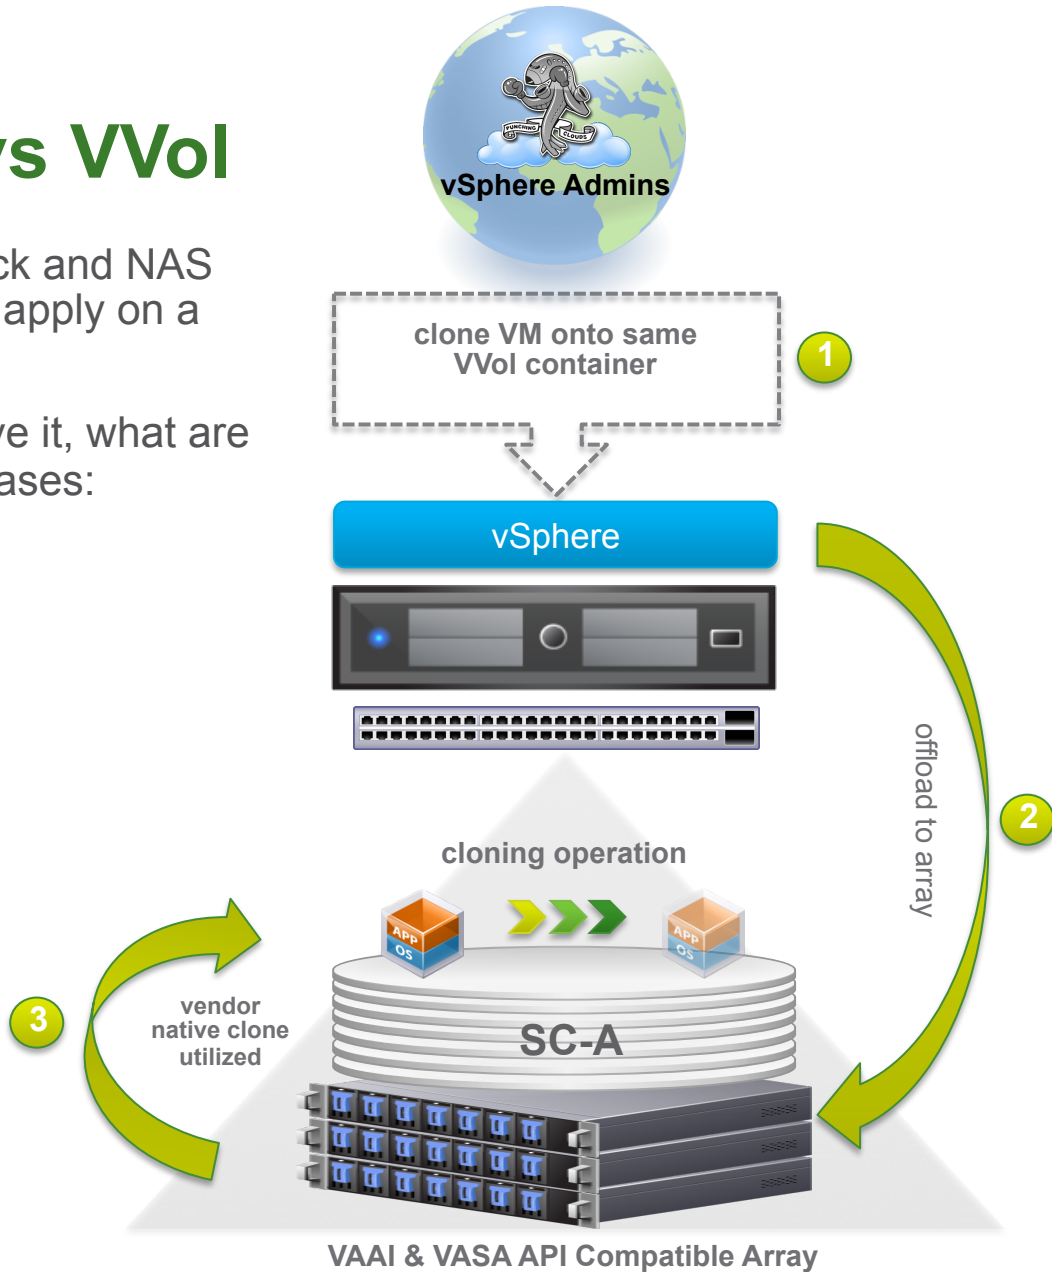 vs VVol
ck and NAS
apply on a
ve it, what are
ases:
PUNCHING CLOUDS
vSphere Admins
clone VM onto same
VVol container
1
vSphere
offload to array
2
cloning operation
APP
OS
APP
OS
3
vendor
native clone
utilized
SC-A
VAAI & VASA API Compatible Array